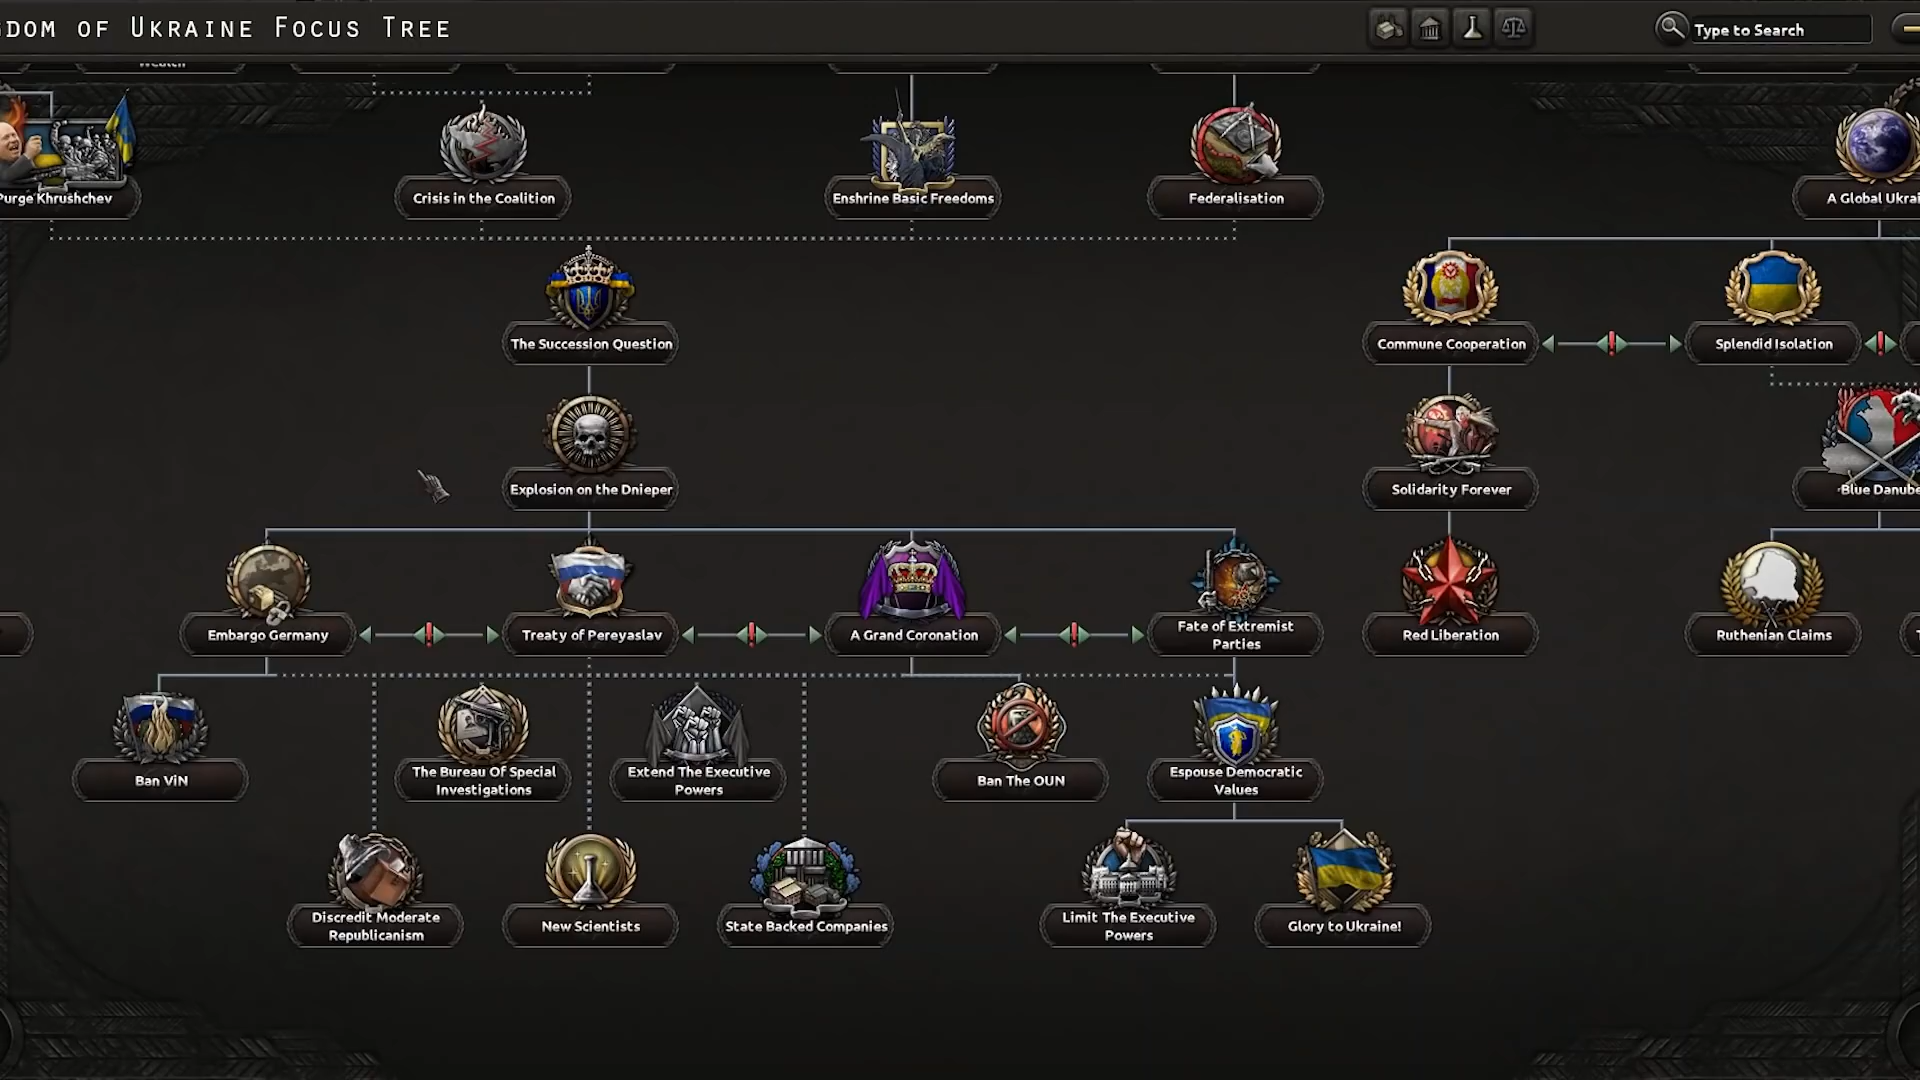 GDOM OF UKRAINE FOCUS TREE
Type to Search
Wealth
Purge Khrushchev
Crisis in the Coalition
Enshrine Basic Freedoms
Federalisation
A Global Ukrai
The Succession Question
Commune Cooperation
Splendid Isolation
Explosion on the Dnieper
Solidarity Forever
Blue Danube
Embargo Germany
Treaty of Pereyaslav
A Grand Coronation
Fate of Extremist
Parties
Red Liberation
Ruthenian Claims
Ban ViN
The Bureau Of Special
Investigations
Extend The Executive
Powers
Ban The OUN
Espouse Democratic
Values
Discredit Moderate
Republicanism
New Scientists
State Backed Companies
Limit The Executive
Powers
Glory to Ukraine!